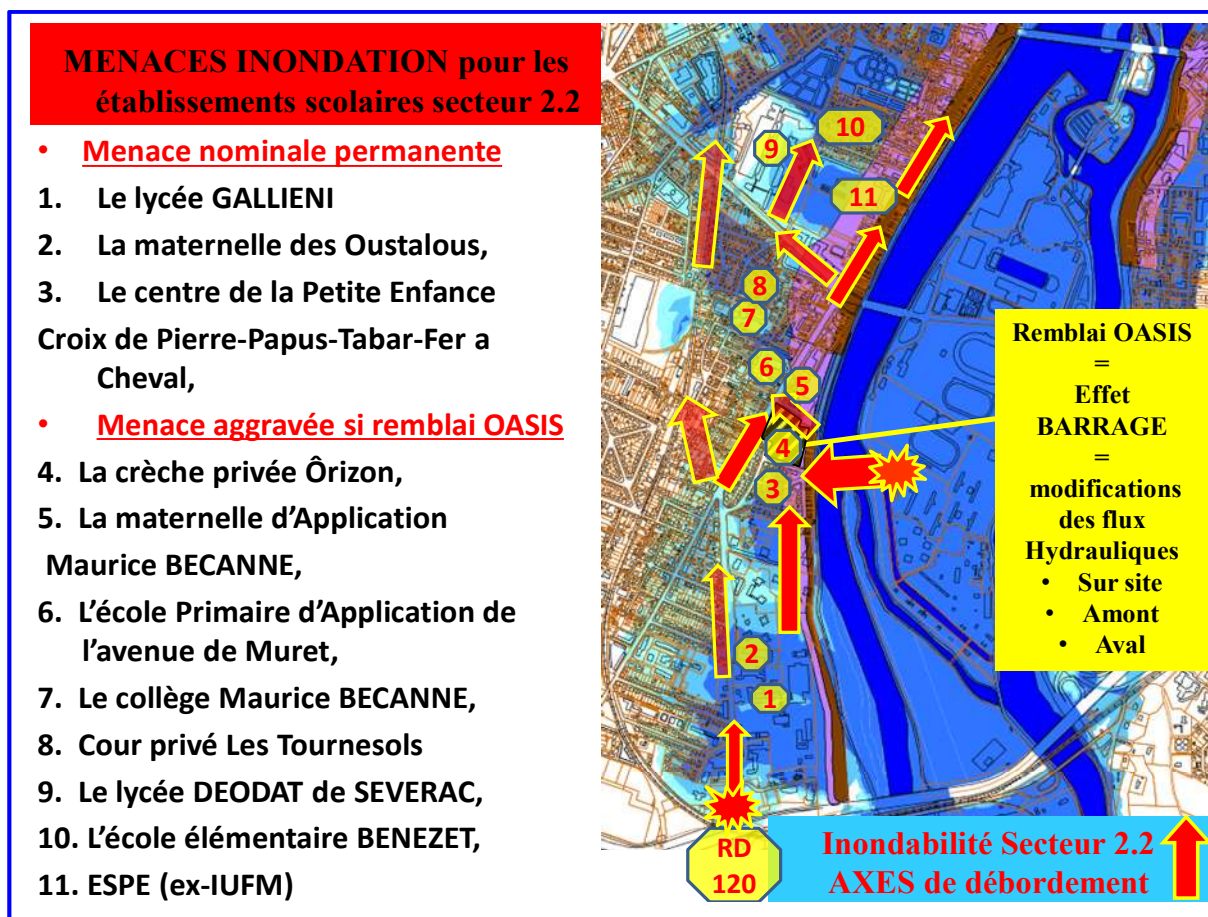 MENACES INONDATION pour les
établissements scolaires secteur 2.2
• Menace nominale permanente
1. Le lycée GALLIENI
2. La maternelle des Oustalous,
3. Le centre de la Petite Enfance
Croix de Pierre-Papus-Tabar-Fer a
Cheval,
• Menace aggravée si remblai OASIS
4. La crèche privée Ôrizon,
5. La maternelle d’Application
Maurice BECANNE,
6. L’école Primaire d’Application de
l’avenue de Muret,
7. Le collège Maurice BECANNE,
8. Cour privé Les Tournesols
9. Le lycée DEODAT de SEVERAC,
10. L’école élémentaire BENEZET,
11. ESPE (ex-IUFM)
10
9
11
8
7
6
5
4
3
2
1
RD
120
Remblai OASIS
=
Effet
BARRAGE
=
modifications
des flux
Hydrauliques
• Sur site
• Amont
• Aval
Inondabilité Secteur 2.2
AXES de débordement